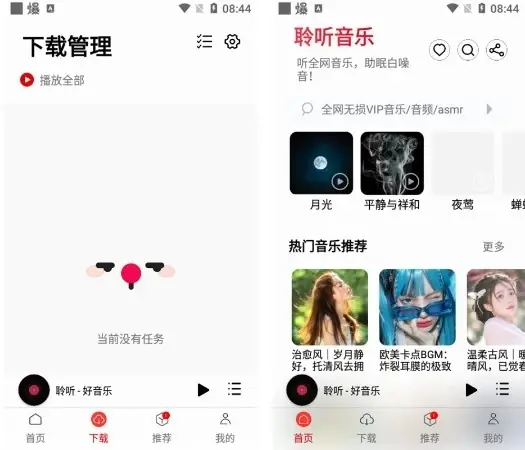 爆 A 08:44
下载管理
播放全部
当前没有任务
聆听 - 好音乐
首页 下载 推荐 我的
爆 A 08:44
聆听音乐
听全网音乐，助眠白噪
音！
全网无损VIP音乐/音频/asmr
月光 平静与祥和 夜莺
热门音乐推荐 更多
治愈风｜岁月静
好，托清风去拥
欧美卡点BGM：
炸裂耳膜的极致
温柔古风｜暖
晴风，已觉春
聆听 - 好音乐
首页 下载 推荐 我的